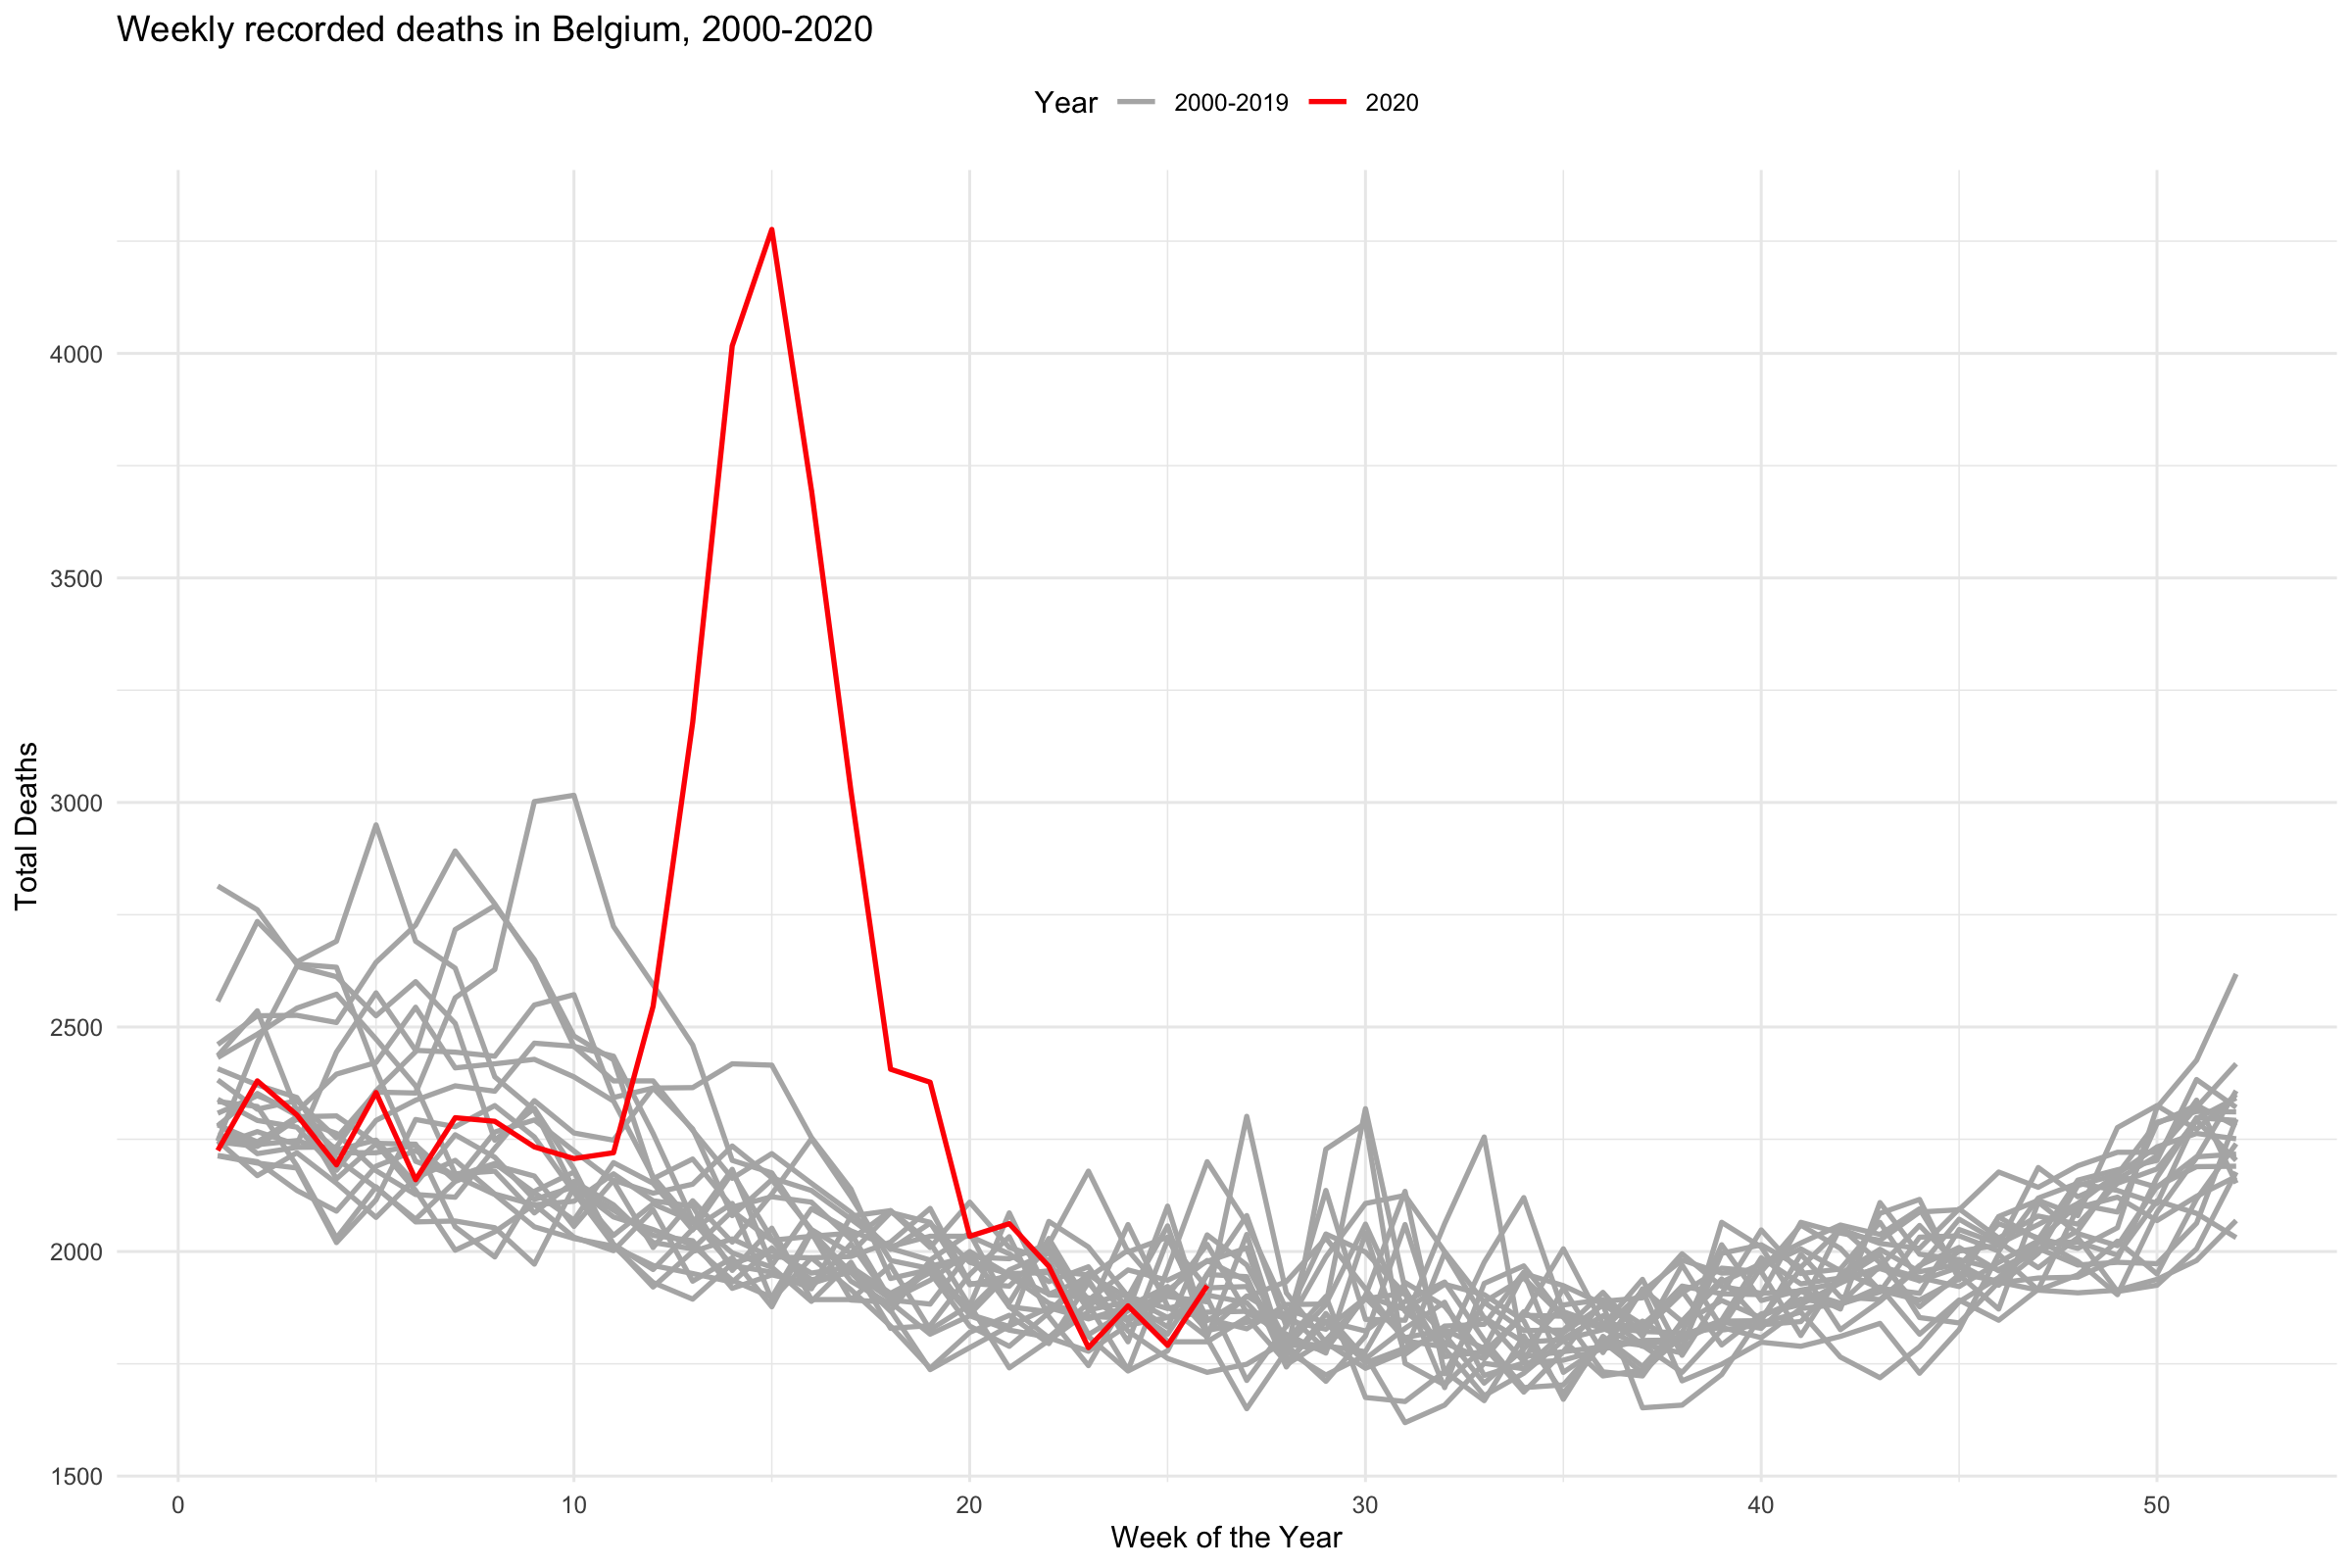 Weekly recorded deaths in Belgium, 2000-2020
Year 2000-2019 2020
Total Deaths
4000
3500
3000
2500
2000
1500
0 10 20 30 40 50
Week of the Year